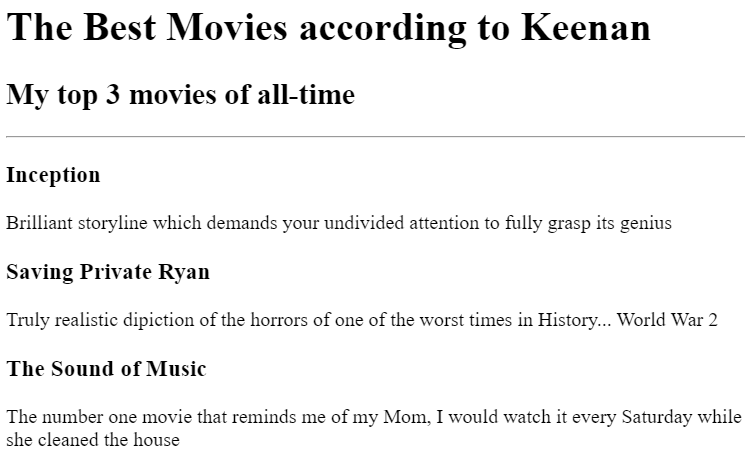 The Best Movies according to Keenan
My top 3 movies of all-time
Inception
Brilliant storyline which demands your undivided attention to fully grasp its genius
Saving Private Ryan
Truly realistic dipiction of the horrors of one of the worst times in History... World War 2
The Sound of Music
The number one movie that reminds me of my Mom, I would watch it every Saturday while
she cleaned the house